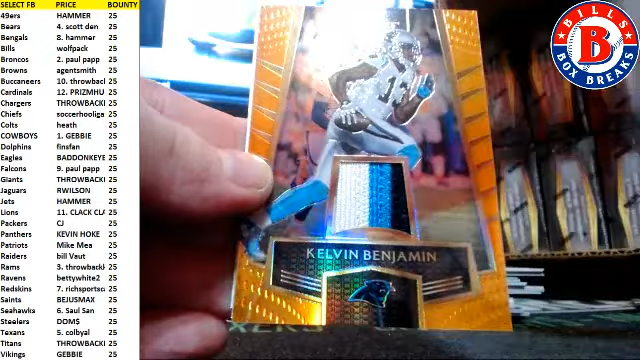 SELECT FB PRICE BOUNTY
49ers HAMMER 25
Bears 4. scott den 25
Bengals 8. hammer 25
Bills wolfpack 25
Broncos 2. paul papp 25
Browns agentsmith 25
Buccaneers 10. throwbacl 25
Cardinals 12. PRIZMHU 25
Chargers THROWBACKI 25
Chiefs soccerhooliga 25
Colts heath 25
COWBOYS 1. GEBBIE 25
Dolphins finsfan 25
Eagles BADDONKEYE 25
Falcons 9. paul papp 25
Giants THROWBACKI 25
Jaguars RWILSON 25
Jets HAMMER 25
Lions 11. CLACK CLA 25
Packers CJ 25
Panthers KEVIN HOKE 25
Patriots Mike Mea 25
Raiders bill Vaut 25
Rams 3. throwback 25
Ravens bettywhite2 25
Redskins 7. richsportsc 25
Saints BEJUSMAX 25
Seahawks 6. Saul San 25
Steelers DOMS 25
Texans 5. colbyal 25
Titans THROWBACKI 25
Vikings GEBBIE 25
13
KELVIN BENJAMIN
BILLS
B
BOX BREAKS